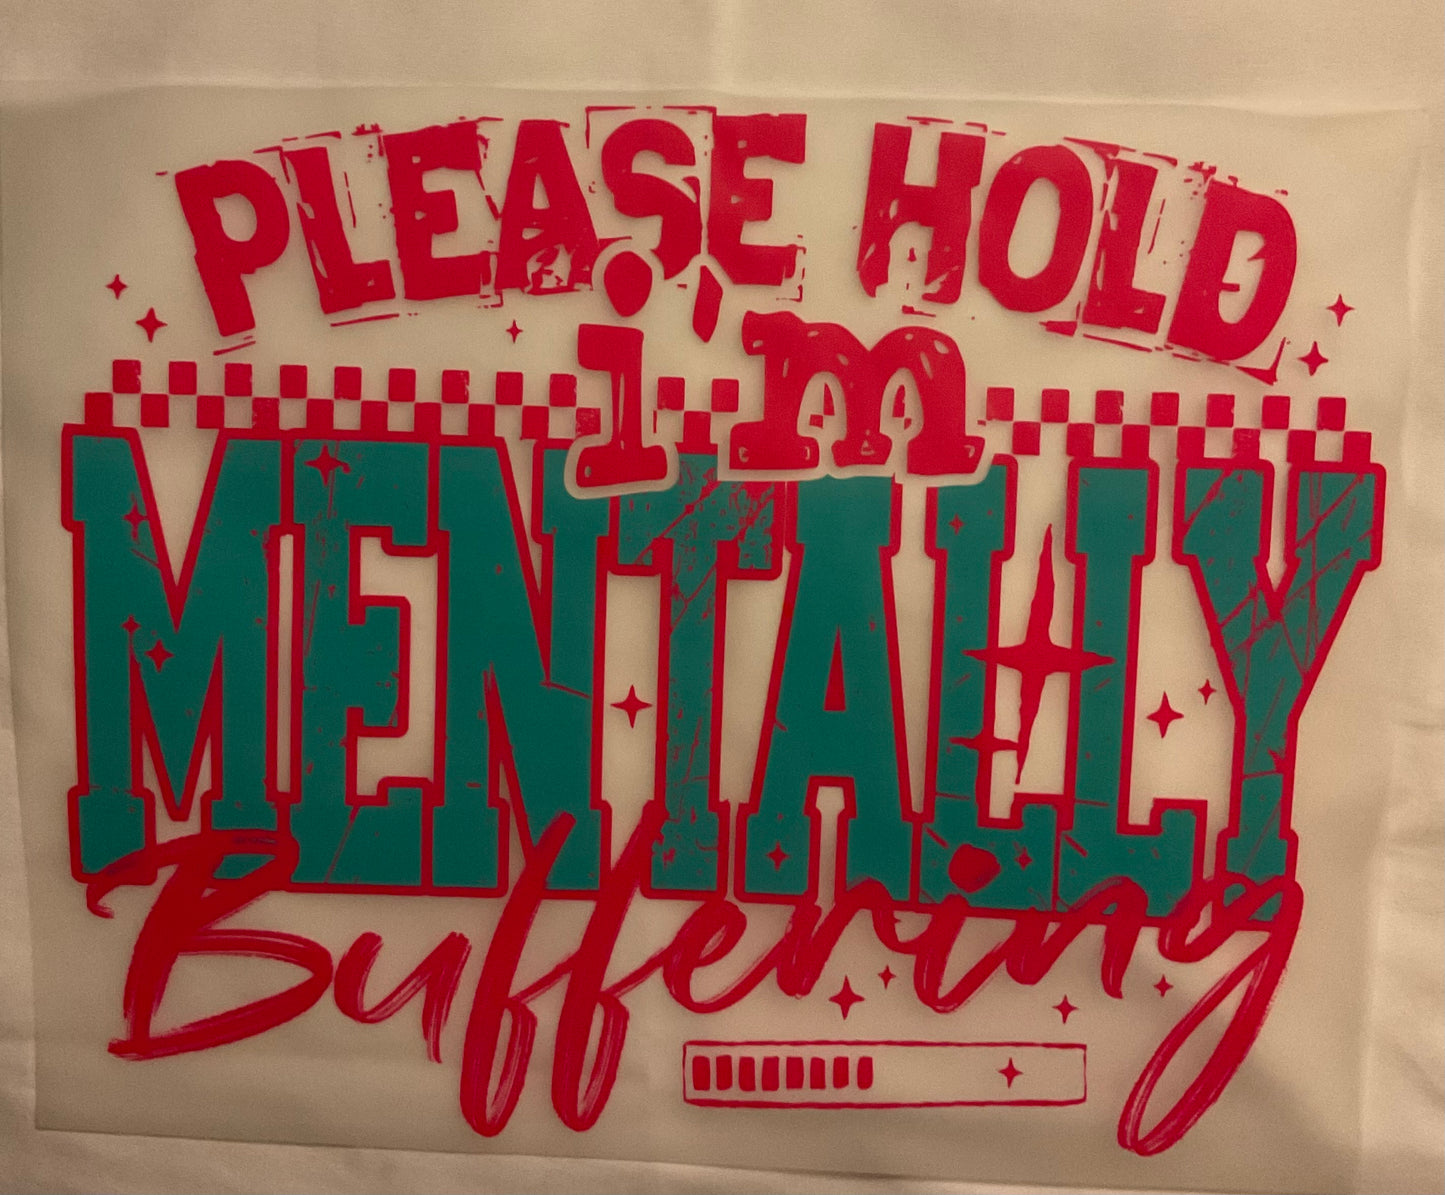 PLEASE HOLD
i'm
MENTALLY
Buffering